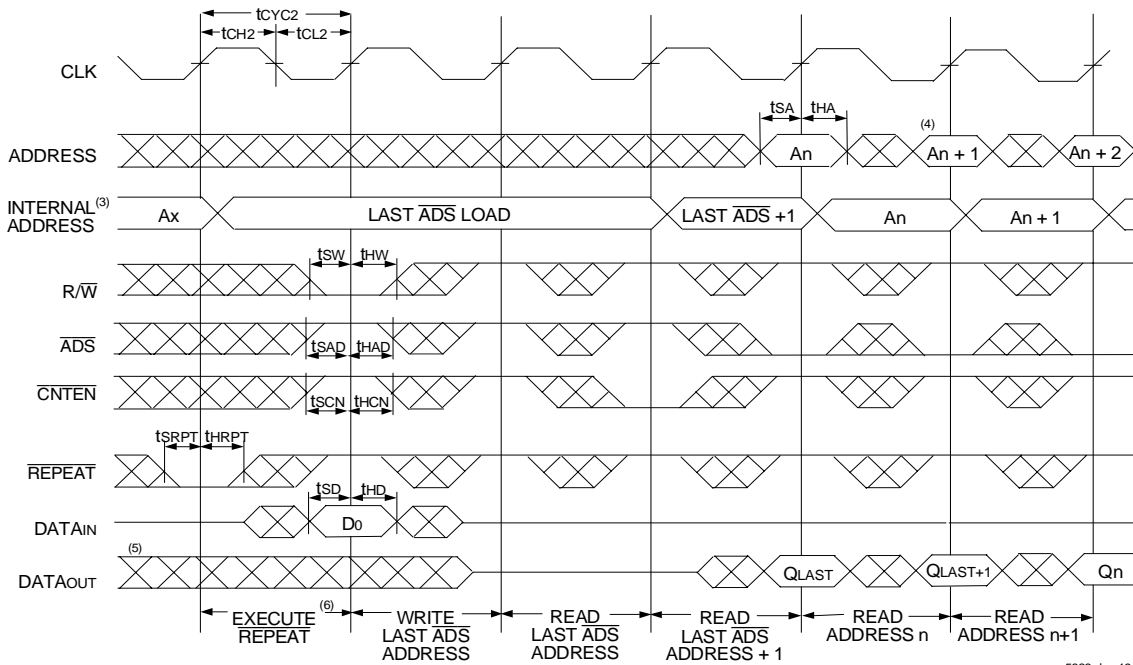 tCYC2
tCH2 tCL2
CLK
tSA tHA
ADDRESS An (4) An + 1 An + 2
INTERNAL(3)
ADDRESS
Ax LAST ADS LOAD LAST ADS +1 An An + 1
tSW tHW
R/W
ADS
tSAD tHAD
CNTEN
tSCN tHCN
tSRPT tHRPT
REPEAT
tSD tHD
DATAIN D0
(5)
DATAOUT QLAST QLAST+1 Qn
EXECUTE (6)
REPEAT
WRITE
LAST ADS
ADDRESS
READ
LAST ADS
ADDRESS
READ
LAST ADS
ADDRESS + 1
READ
ADDRESS n
READ
ADDRESS n+1